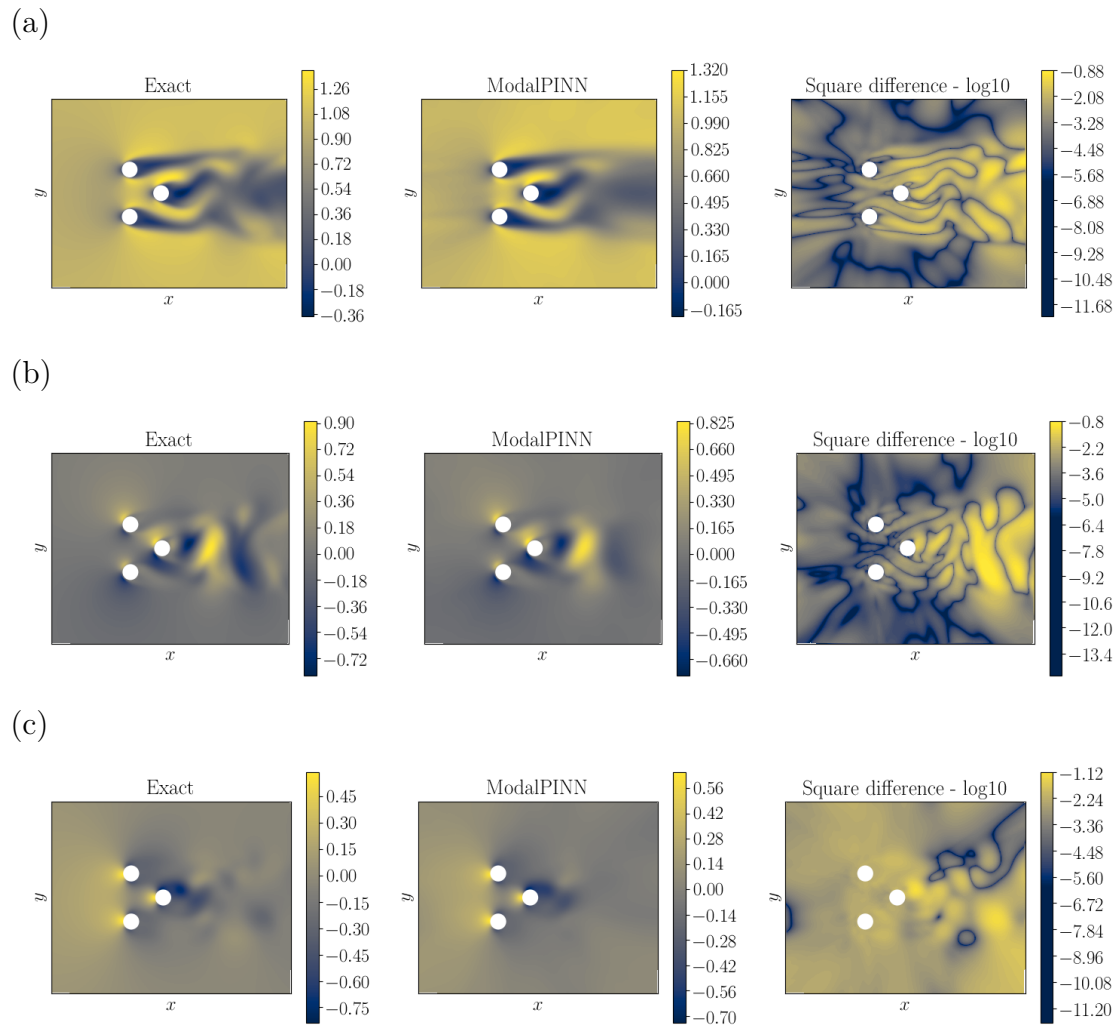 (a)
Exact
ModalPINN
Square difference - log10
1.26
1.08
0.90
0.72
0.54
0.36
0.18
0.00
−0.18
−0.36
1.320
1.155
0.990
0.825
0.660
0.495
0.330
0.165
0.000
−0.165
−0.88
−2.08
−3.28
−4.48
−5.68
−6.88
−8.08
−9.28
−10.48
−11.68
y
y
y
x
x
x
(b)
Exact
ModalPINN
Square difference - log10
0.90
0.72
0.54
0.36
0.18
0.00
−0.18
−0.36
−0.54
−0.72
0.825
0.660
0.495
0.330
0.165
0.000
−0.165
−0.330
−0.495
−0.660
−0.8
−2.2
−3.6
−5.0
−6.4
−7.8
−9.2
−10.6
−12.0
−13.4
y
y
y
x
x
x
(c)
Exact
ModalPINN
Square difference - log10
0.45
0.30
0.15
0.00
−0.15
−0.30
−0.45
−0.60
−0.75
0.56
0.42
0.28
0.14
0.00
−0.14
−0.28
−0.42
−0.56
−0.70
−1.12
−2.24
−3.36
−4.48
−5.60
−6.72
−7.84
−8.96
−10.08
−11.20
y
y
y
x
x
x